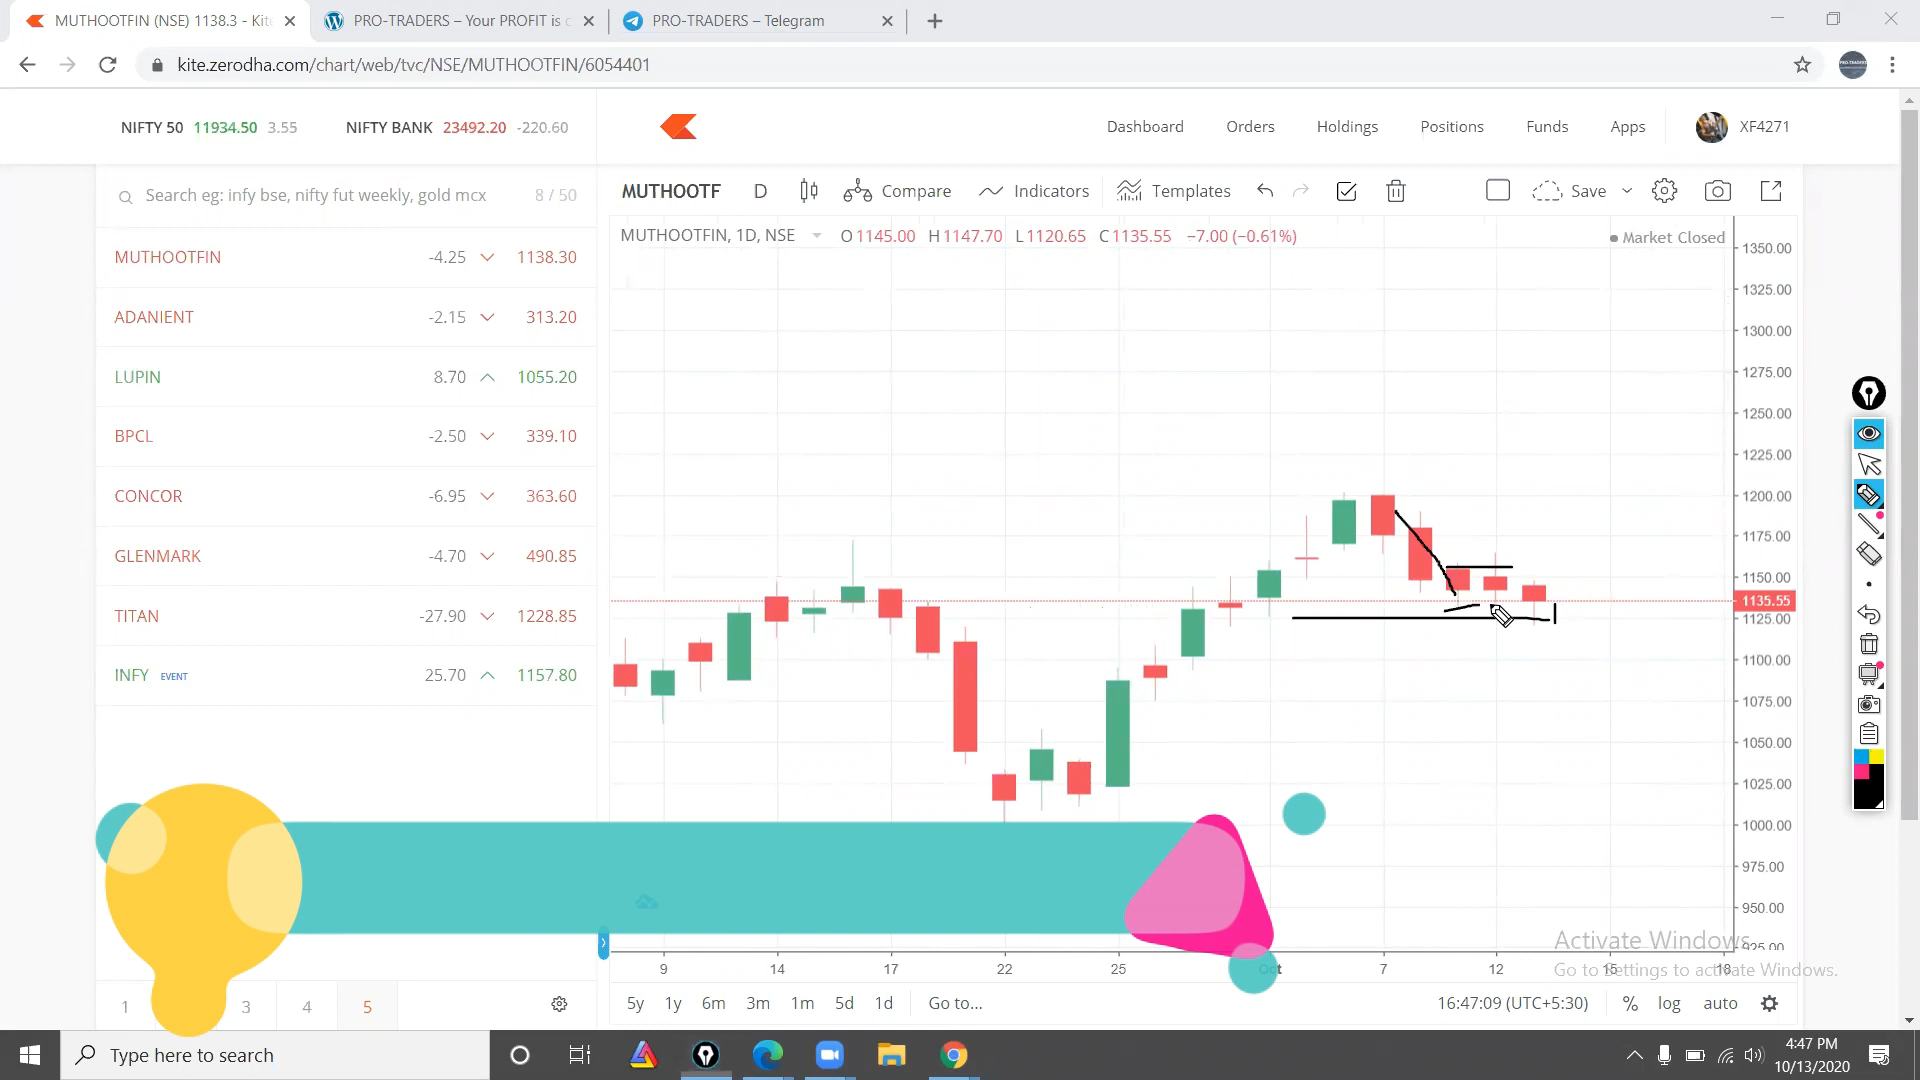 MUTHOOTFIN (NSE) 1138.3 - Kite
PRO-TRADERS – Your PROFIT is c
PRO-TRADERS – Telegram
kite.zerodha.com/chart/web/tvc/NSE/MUTHOOTFIN/6054401
NIFTY 50 11934.50 3.55 NIFTY BANK 23492.20 -220.60
Dashboard Orders Holdings Positions Funds Apps XF4271
Search eg: infy bse, nifty fut weekly, gold mcx 8 / 50
MUTHOOTF D Compare Indicators Templates Save
MUTHOOTFIN, 1D, NSE O1145.00 H1147.70 L1120.65 C1135.55 −7.00 (−0.61%)
Market Closed
MUTHOOTFIN -4.25 1138.30
ADANIENT -2.15 313.20
LUPIN 8.70 1055.20
BPCL -2.50 339.10
CONCOR -6.95 363.60
GLENMARK -4.70 490.85
TITAN -27.90 1228.85
INFY EVENT 25.70 1157.80
1350.00
1325.00
1300.00
1275.00
1250.00
1225.00
1200.00
1175.00
1150.00
1135.55
1125.00
1100.00
1075.00
1050.00
1025.00
1000.00
975.00
950.00
925.00
Activate Windows
Go to Settings to activate Windows.
9 14 17 22 25 Oct 7 12 15 18
1 3 4 5
5y 1y 6m 3m 1m 5d 1d Go to...
16:47:09 (UTC+5:30) % log auto
Type here to search
4:47 PM
10/13/2020